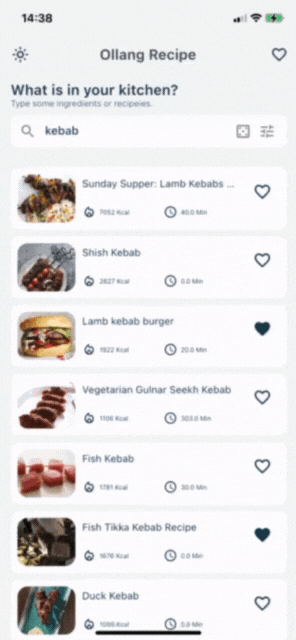 14:38
Ollang Recipe
What is in your kitchen?
Type some ingredients or recipeies.
kebab
Sunday Supper: Lamb Kebabs ...
7052 Kcal
40.0 Min
Shish Kebab
2627 Kcal
0.0 Min
Lamb kebab burger
1922 Kcal
20.0 Min
Vegetarian Gulnar Seekh Kebab
1106 Kcal
303.0 Min
Fish Kebab
1781 Kcal
30.0 Min
Fish Tikka Kebab Recipe
1676 Kcal
0.0 Min
Duck Kebab
Kcal
0.0 Min